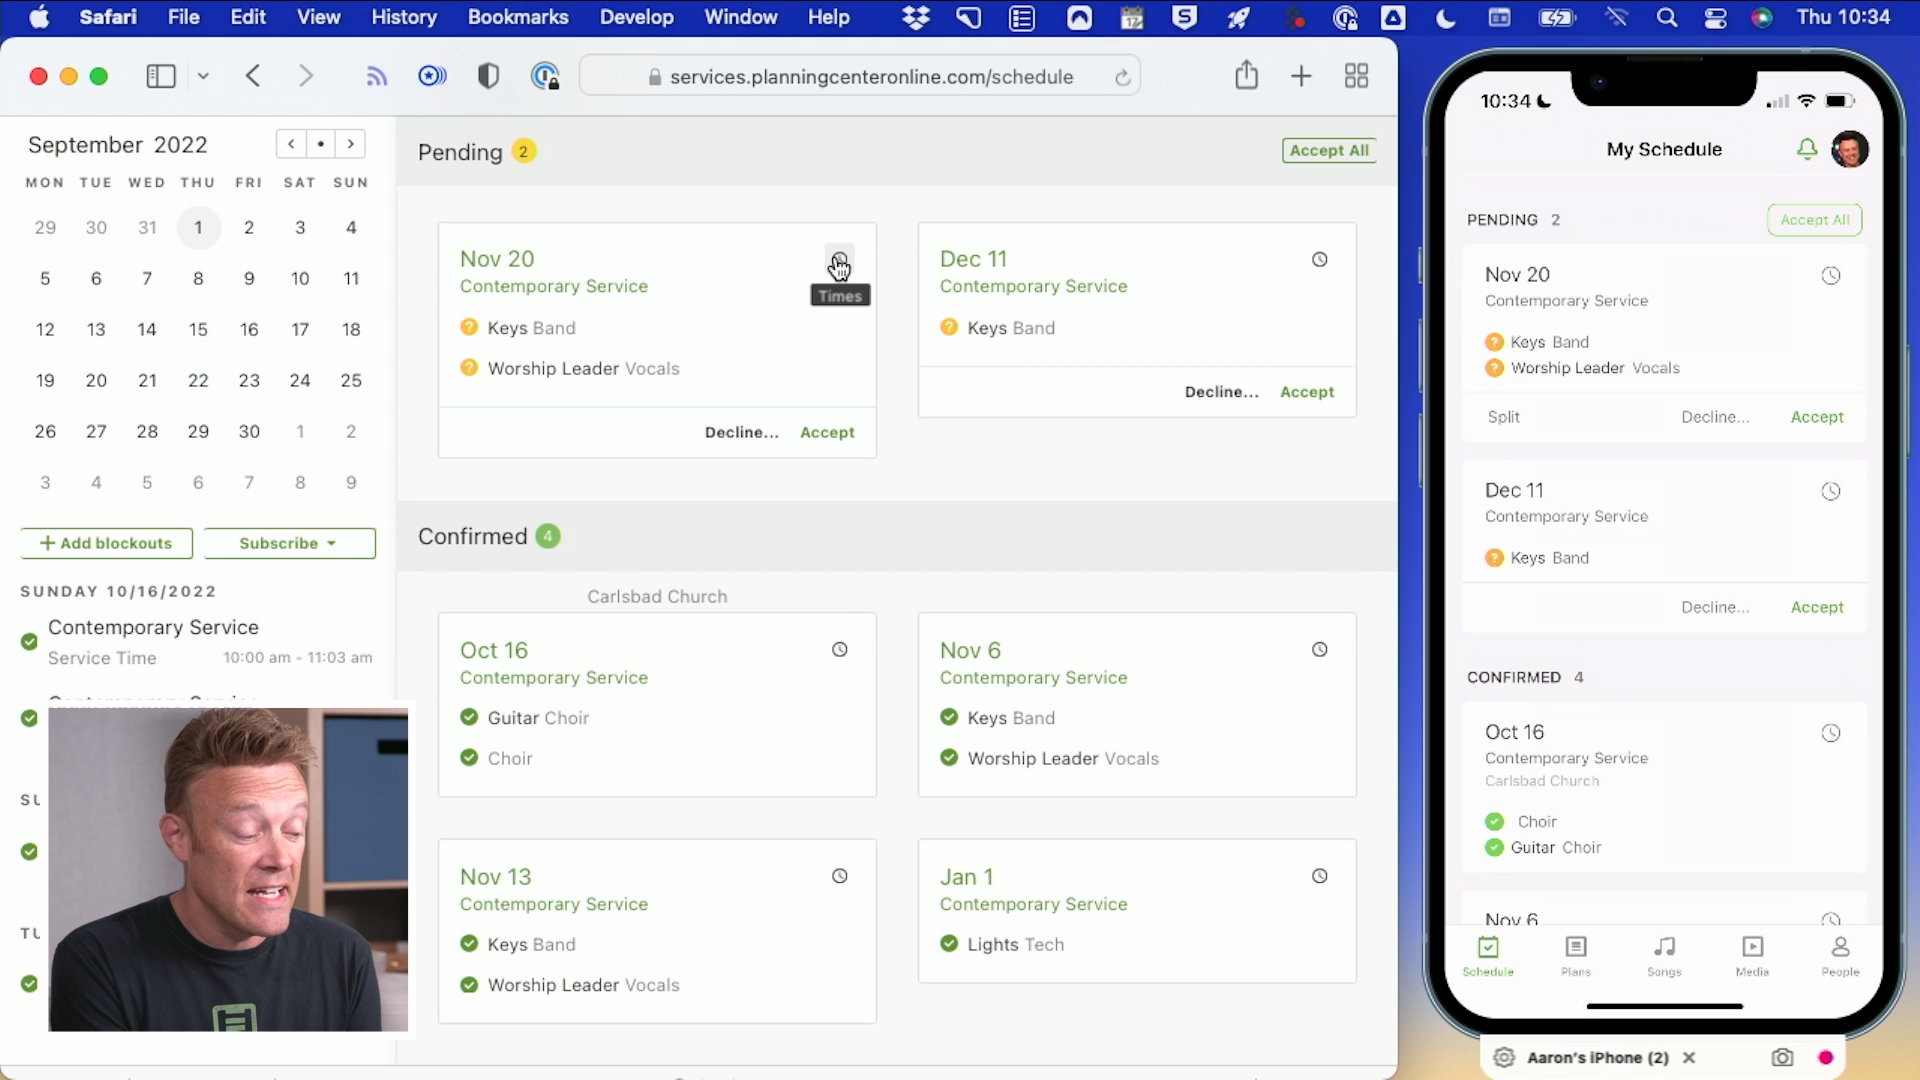 Safari File Edit View History Bookmarks Develop Window Help Thu 10:34
services.planningcenteronline.com/schedule
September 2022
MON TUE WED THU FRI SAT SUN
29 30 31 1 2 3 4
5 6 7 8 9 10 11
12 13 14 15 16 17 18
19 20 21 22 23 24 25
26 27 28 29 30 1 2
3 4 5 6 7 8 9
+ Add blockouts Subscribe
SUNDAY 10/16/2022
Contemporary Service
Service Time 10:00 am - 11:03 am
SU
TU
Pending 2 Accept All
Nov 20
Contemporary Service
Times
? Keys Band
? Worship Leader Vocals
Decline... Accept
Dec 11
Contemporary Service
? Keys Band
Decline... Accept
Confirmed 4
Carlsbad Church
Oct 16
Contemporary Service
Guitar Choir
Choir
Nov 6
Contemporary Service
Keys Band
Worship Leader Vocals
Nov 13
Contemporary Service
Keys Band
Worship Leader Vocals
Jan 1
Contemporary Service
Lights Tech
10:34
My Schedule
PENDING 2 Accept All
Nov 20
Contemporary Service
? Keys Band
? Worship Leader Vocals
Split Decline... Accept
Dec 11
Contemporary Service
? Keys Band
Decline... Accept
CONFIRMED 4
Oct 16
Contemporary Service
Carlsbad Church
Choir
Guitar Choir
Nov 6
Schedule Plans Songs Media People
Aaron's iPhone (2)